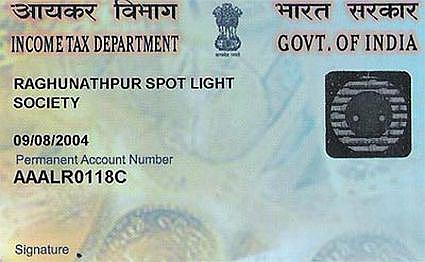 आयकर विभाग भारत सरकार
INCOME TAX DEPARTMENT GOVT. OF INDIA
RAGHUNATHPUR SPOT LIGHT
SOCIETY
09/08/2004
Permanent Account Number
AAALR0118C
Signature